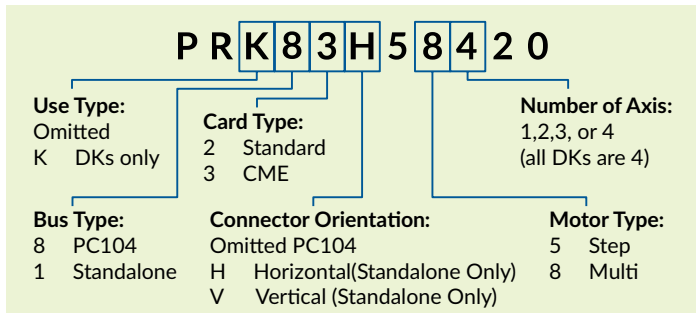 PRK83H58420
Use Type:
Omitted
K DKs only
Card Type:
2 Standard
3 CME
Number of Axis:
1,2,3, or 4
(all DKs are 4)
Bus Type:
8 PC104
1 Standalone
Connector Orientation:
Omitted PC104
H Horizontal(Standalone Only)
V Vertical (Standalone Only)
Motor Type:
5 Step
8 Multi